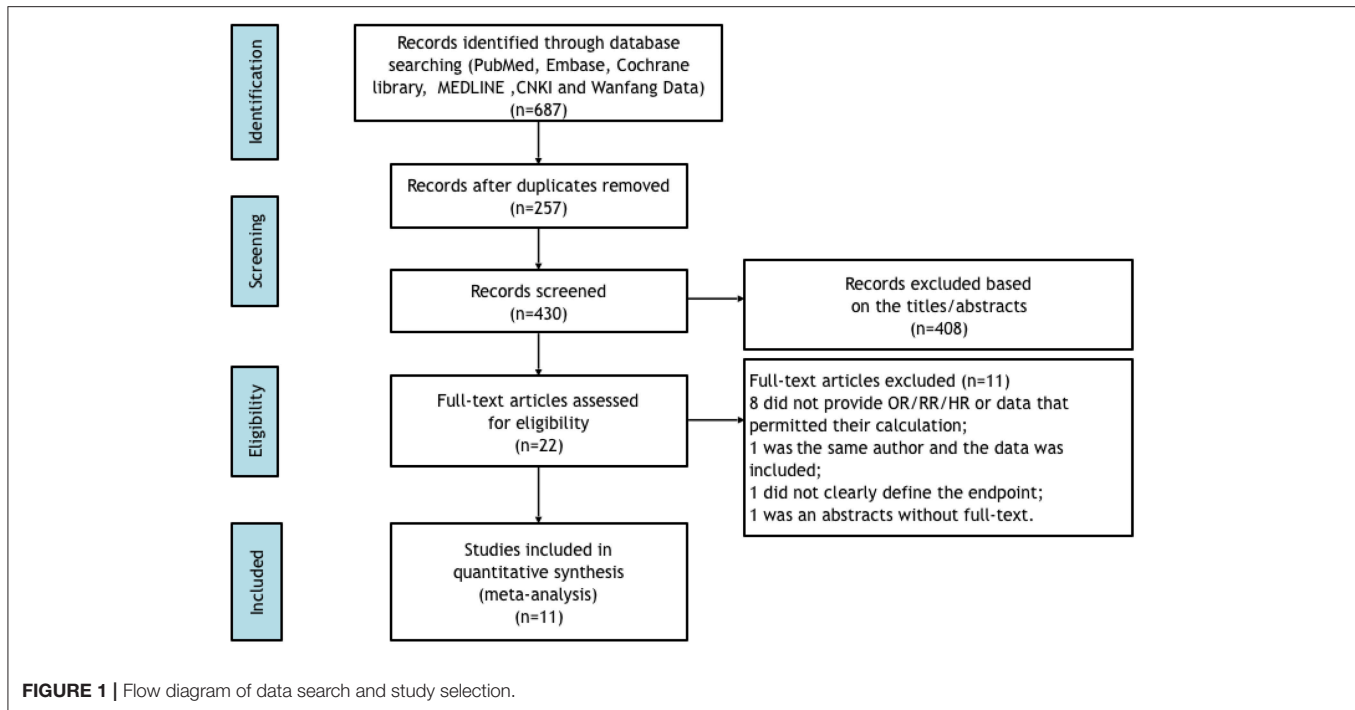 Identification
Records identified through database
searching (PubMed, Embase, Cochrane
library, MEDLINE ,CNKI and Wanfang Data)
(n=687)
Screening
Records after duplicates removed
(n=257)
Records screened
(n=430)
Records excluded based
on the titles/abstracts
(n=408)
Eligibility
Full-text articles assessed
for eligibility
(n=22)
Full-text articles excluded (n=11)
8 did not provide OR/RR/HR or data that
permitted their calculation;
1 was the same author and the data was
included;
1 did not clearly define the endpoint;
1 was an abstracts without full-text.
Included
Studies included in
quantitative synthesis
(meta-analysis)
(n=11)
FIGURE 1 | Flow diagram of data search and study selection.